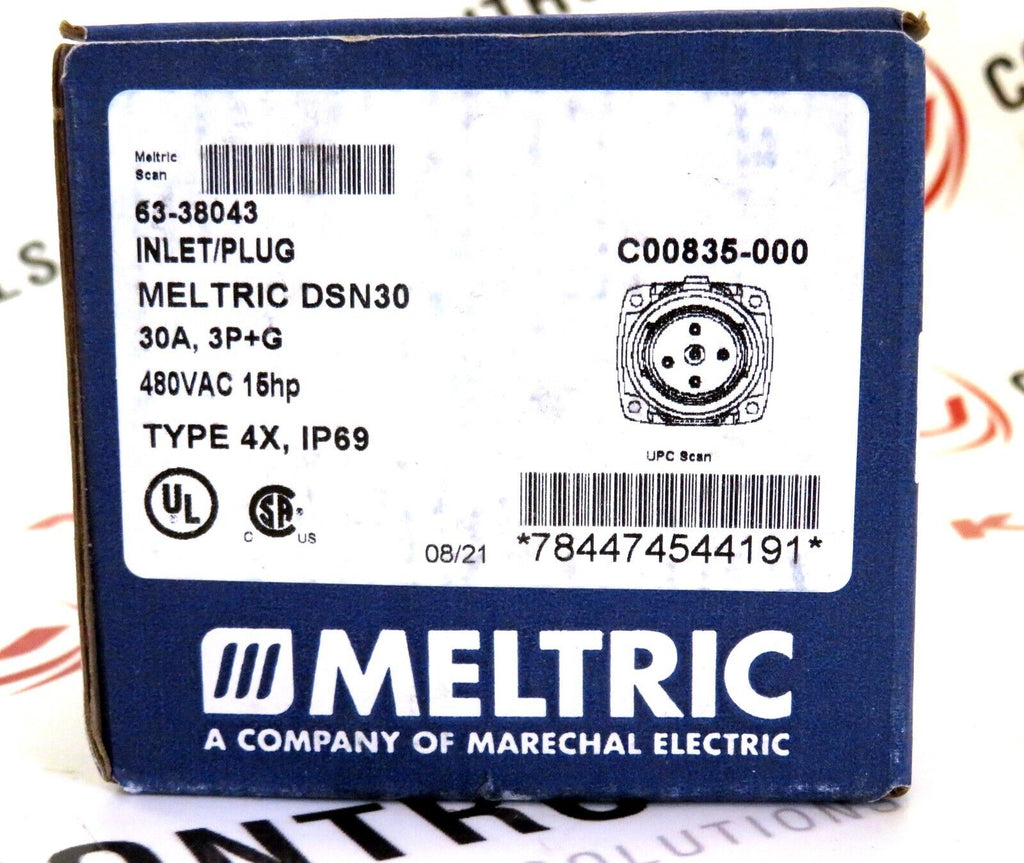 Meltric
Scan
63-38043
INLET/PLUG
MELTRIC DSN30
30A, 3P+G
480VAC 15hp
TYPE 4X, IP69
UL
SA
C US
08/21
C00835-000
UPC Scan
*784474544191*
MELTRIC
A COMPANY OF MARECHAL ELECTRIC